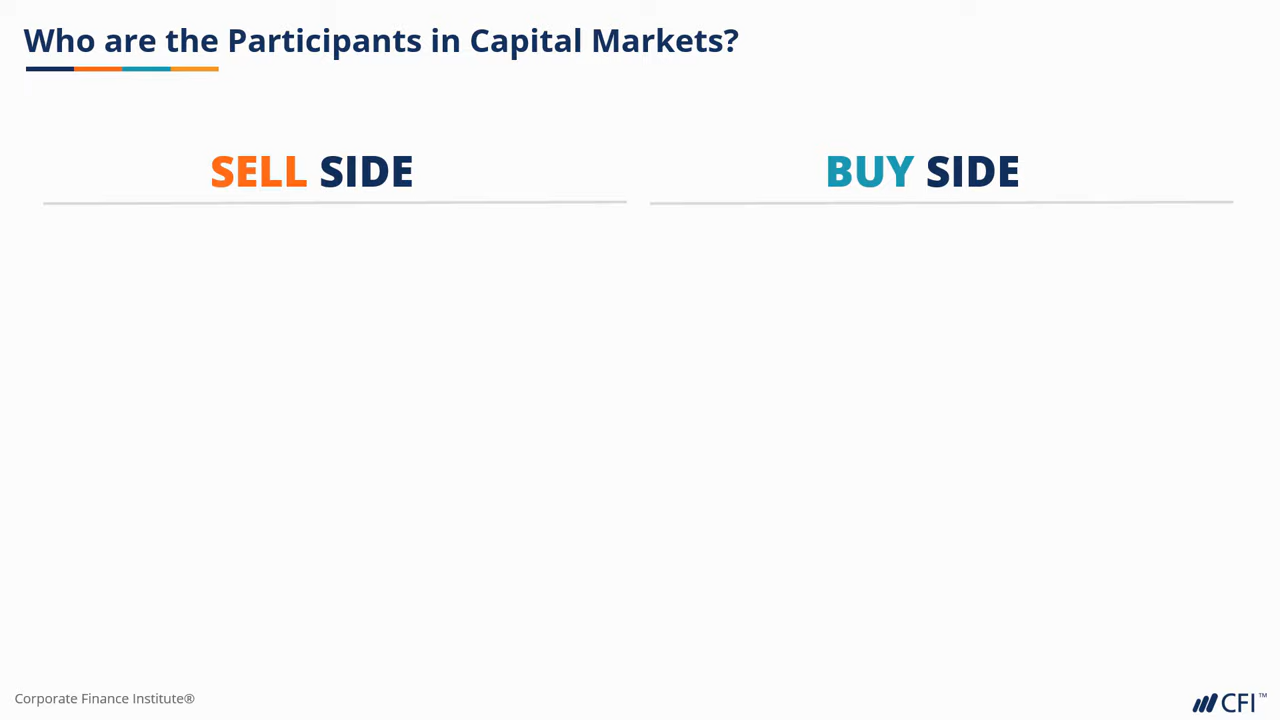 Who are the Participants in Capital Markets?
SELL SIDE
BUY SIDE
Corporate Finance Institute®
CFI™